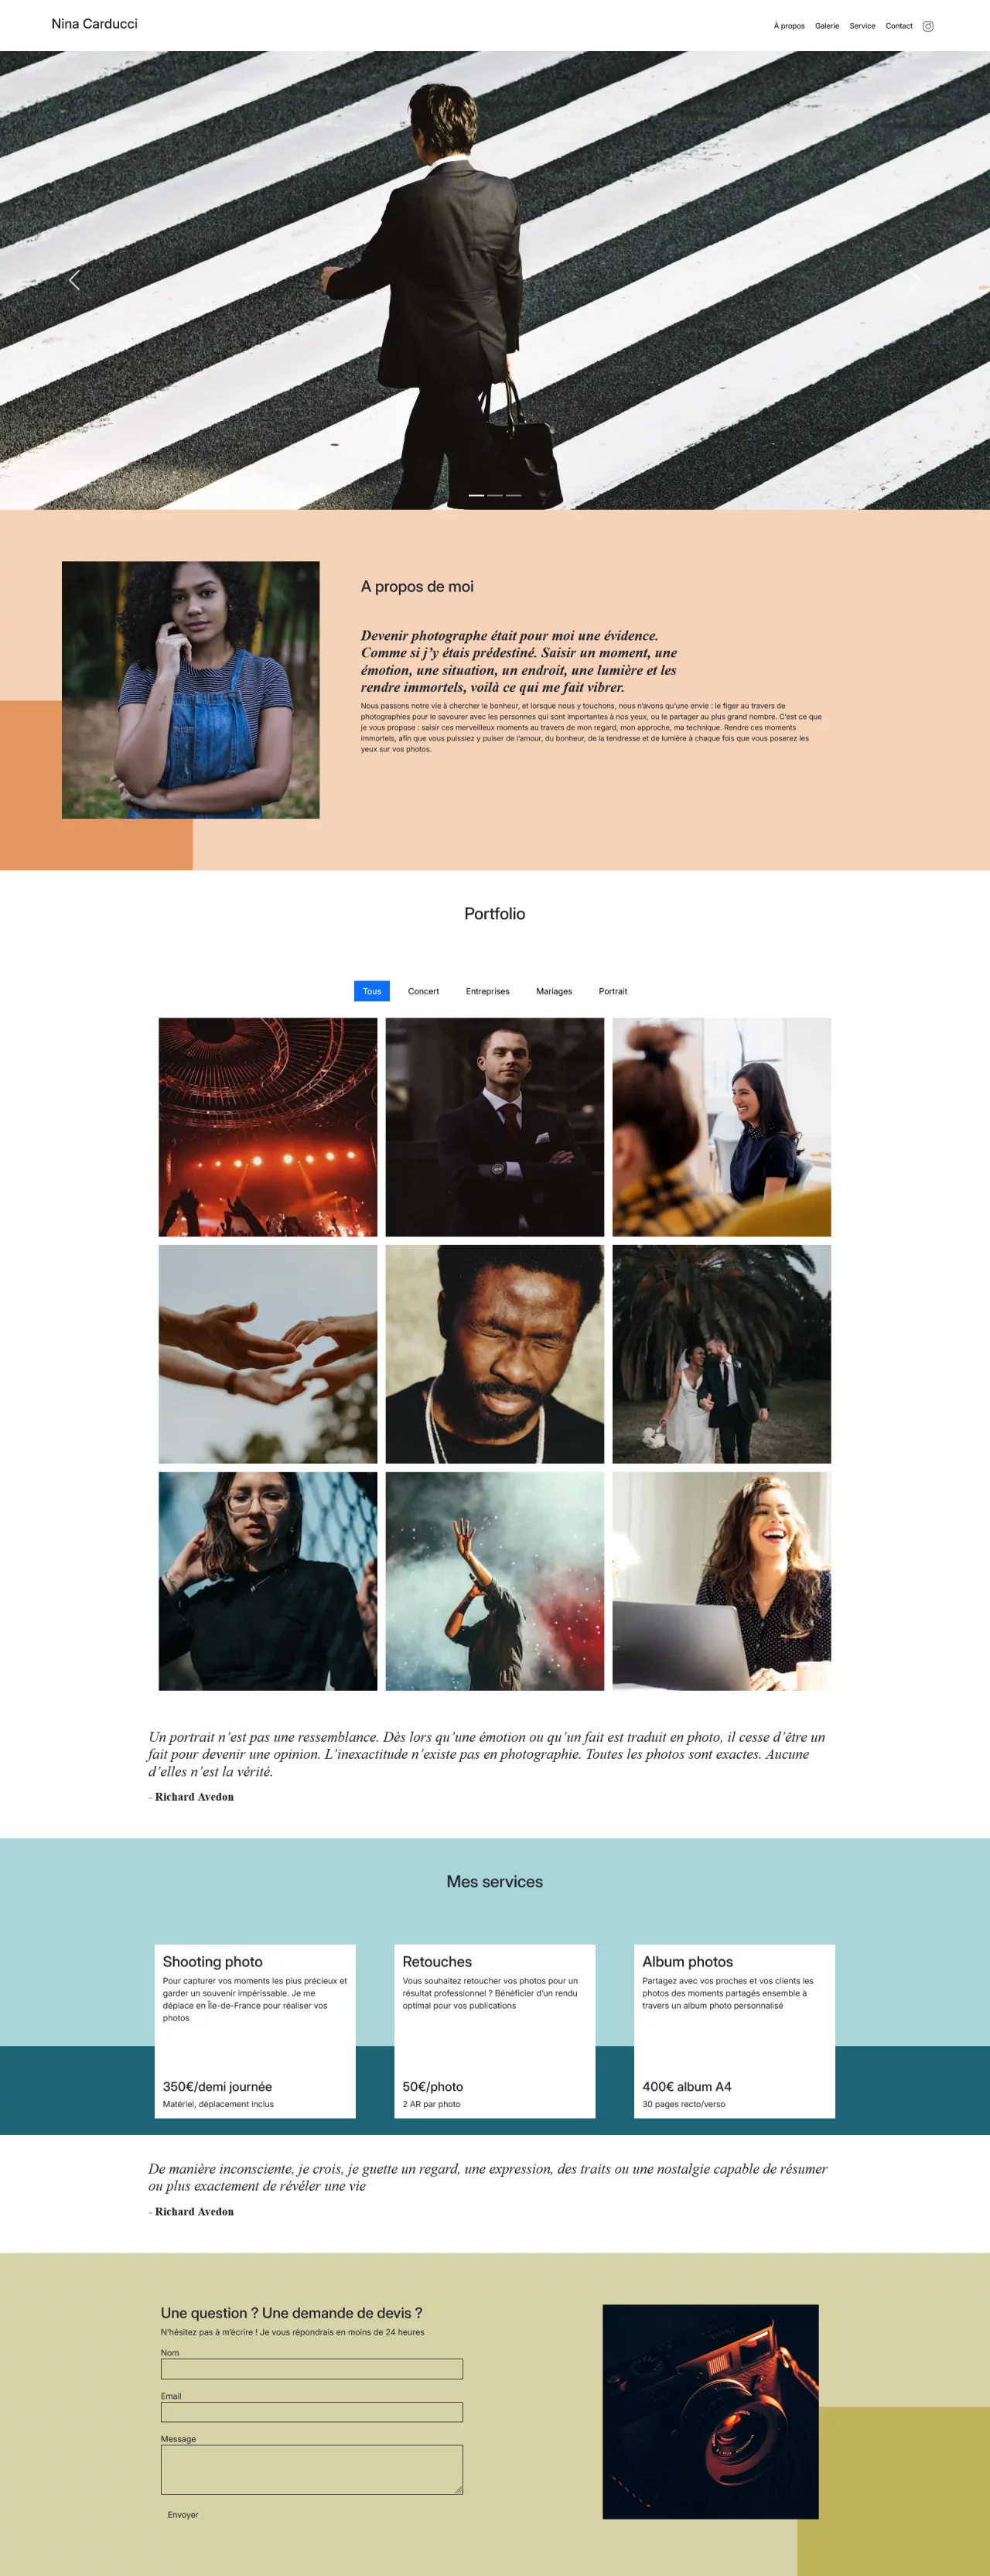 Nina Carducci
À propos Galerie Service Contact
A propos de moi
Devenir photographe était pour moi une évidence.
Comme si j'y étais prédestiné. Saisir un moment, une
émotion, une situation, un endroit, une lumière et les
rendre immortels, voilà ce qui me fait vibrer.
Nous passons notre vie à chercher le bonheur, et lorsque nous y touchons, nous n'avons qu'une envie : le figer au travers de
photographies pour le savourer avec les personnes qui sont importantes à nos yeux, ou le partager au plus grand nombre. C'est ce que
je vous propose : saisir ces merveilleux moments au travers de mon regard, mon approche, ma technique. Rendre ces moments
immortels, afin que vous puissiez y puiser de l'amour, du bonheur, de la tendresse et de lumière à chaque fois que vous poserez les
yeux sur vos photos.
Portfolio
Tous Concert Entreprises Mariages Portrait
Un portrait n'est pas une ressemblance. Dès lors qu'une émotion ou qu'un fait est traduit en photo, il cesse d'être un
fait pour devenir une opinion. L'inexactitude n'existe pas en photographie. Toutes les photos sont exactes. Aucune
d'elles n'est la vérité.
- Richard Avedon
Mes services
Shooting photo
Pour capturer vos moments les plus précieux et
garder un souvenir impérissable. Je me
déplace en Île-de-France pour réaliser vos
photos
350€/demi journée
Matériel, déplacement inclus
Retouches
Vous souhaitez retoucher vos photos pour un
résultat professionnel ? Bénéficier d'un rendu
optimal pour vos publications
50€/photo
2 AR par photo
Album photos
Partagez avec vos proches et vos clients les
photos des moments partagés ensemble à
travers un album photo personnalisé
400€ album A4
30 pages recto/verso
De manière inconsciente, je crois, je guette un regard, une expression, des traits ou une nostalgie capable de résumer
ou plus exactement de révéler une vie
- Richard Avedon
Une question ? Une demande de devis ?
N'hésitez pas à m'écrire ! Je vous répondrais en moins de 24 heures
Nom
Email
Message
Envoyer